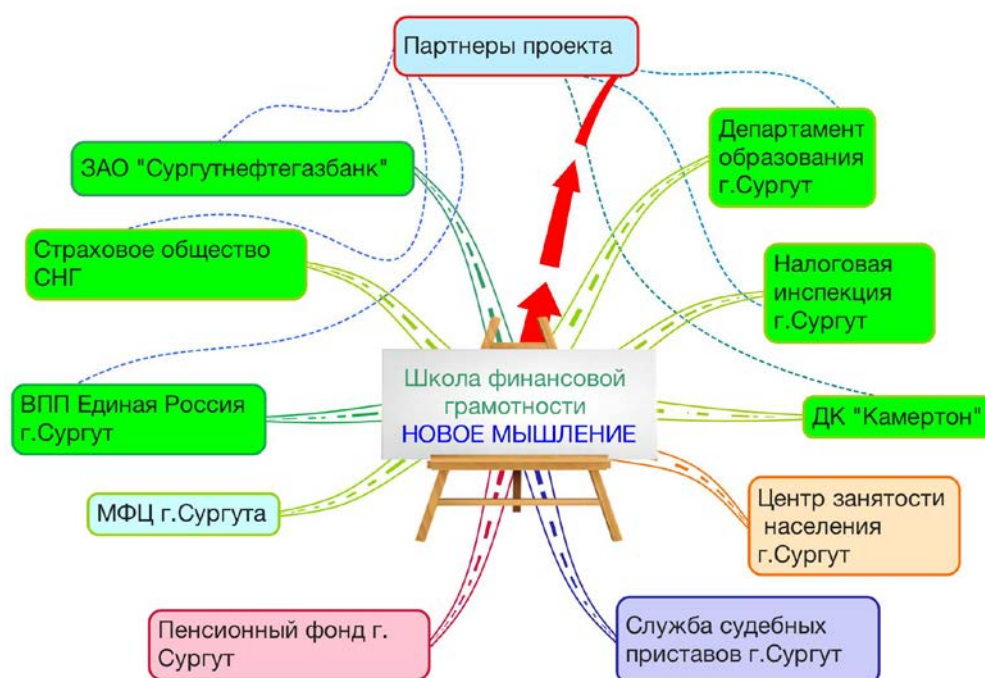 Партнеры проекта
ЗАО "Сургутнефтегазбанк"
Департамент
образования
г.Сургут
Страховое общество
СНГ
Налоговая
инспекция
г.Сургут
Школа финансовой
грамотности
НОВОЕ МЫШЛЕНИЕ
ВПП Единая Россия
г.Сургут
ДК "Камертон"
МФЦ г.Сургута
Центр занятости
населения
г.Сургут
Пенсионный фонд г.
Сургут
Служба судебных
приставов г.Сургут